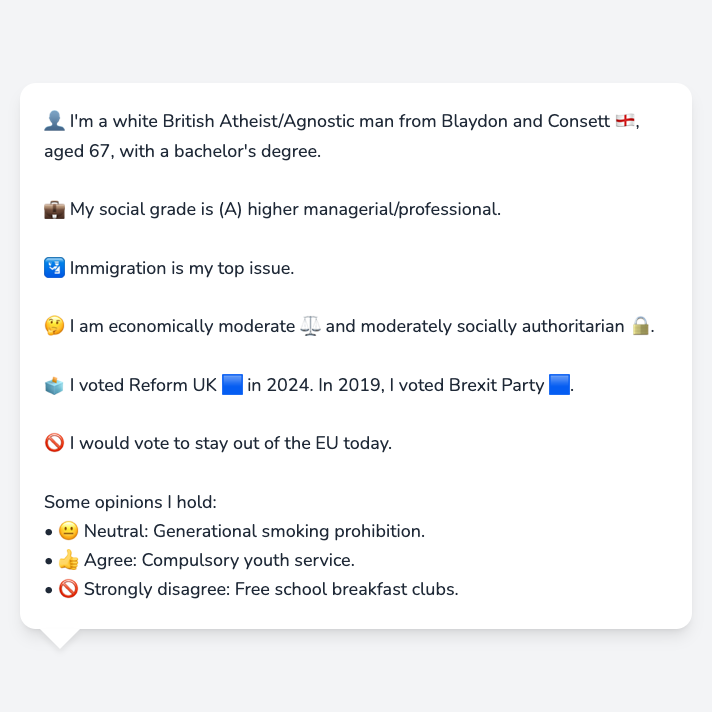 👤 I'm a white British Atheist/Agnostic man from Blaydon and Consett 🏴󠁧󠁢󠁥󠁮󠁧󠁿,
aged 67, with a bachelor's degree.
💼 My social grade is (A) higher managerial/professional.
🛂 Immigration is my top issue.
🤔 I am economically moderate ⚖️ and moderately socially authoritarian 🔒.
🗳️ I voted Reform UK 🟦 in 2024. In 2019, I voted Brexit Party 🟦.
🚫 I would vote to stay out of the EU today.
Some opinions I hold:
• 😐 Neutral: Generational smoking prohibition.
• 👍 Agree: Compulsory youth service.
• 🚫 Strongly disagree: Free school breakfast clubs.